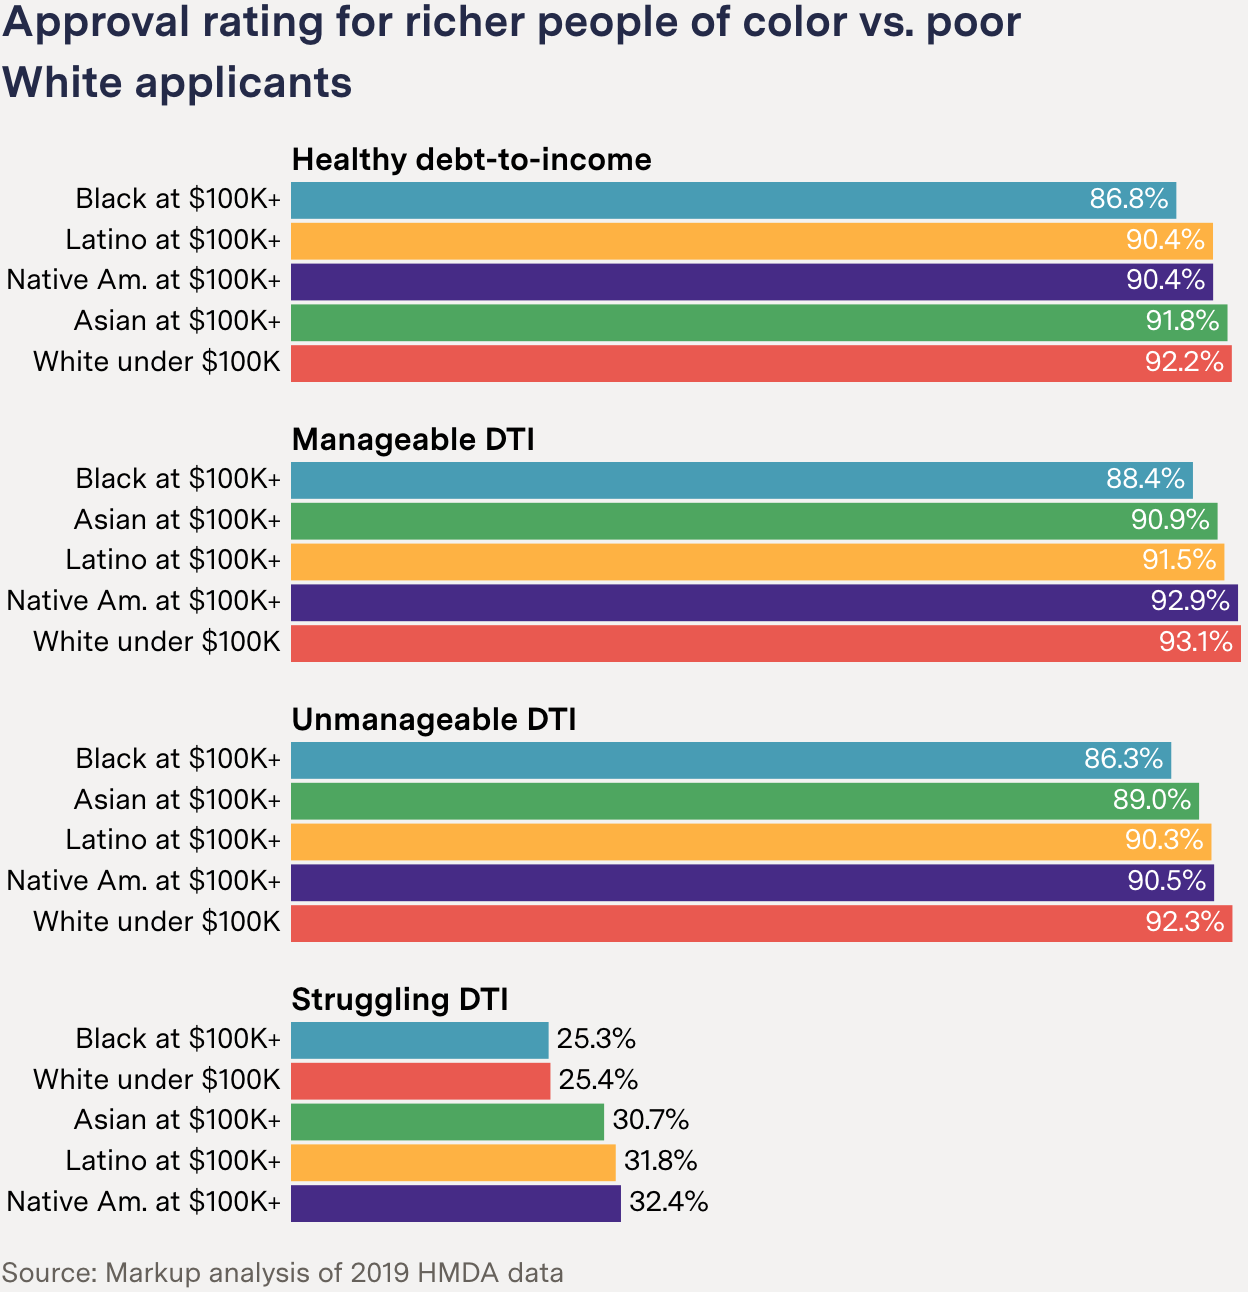 Approval rating for richer people of color vs. poor
White applicants
Healthy debt-to-income
Black at $100K+ 86.8%
Latino at $100K+ 90.4%
Native Am. at $100K+ 90.4%
Asian at $100K+ 91.8%
White under $100K 92.2%
Manageable DTI
Black at $100K+ 88.4%
Asian at $100K+ 90.9%
Latino at $100K+ 91.5%
Native Am. at $100K+ 92.9%
White under $100K 93.1%
Unmanageable DTI
Black at $100K+ 86.3%
Asian at $100K+ 89.0%
Latino at $100K+ 90.3%
Native Am. at $100K+ 90.5%
White under $100K 92.3%
Struggling DTI
Black at $100K+ 25.3%
White under $100K 25.4%
Asian at $100K+ 30.7%
Latino at $100K+ 31.8%
Native Am. at $100K+ 32.4%
Source: Markup analysis of 2019 HMDA data